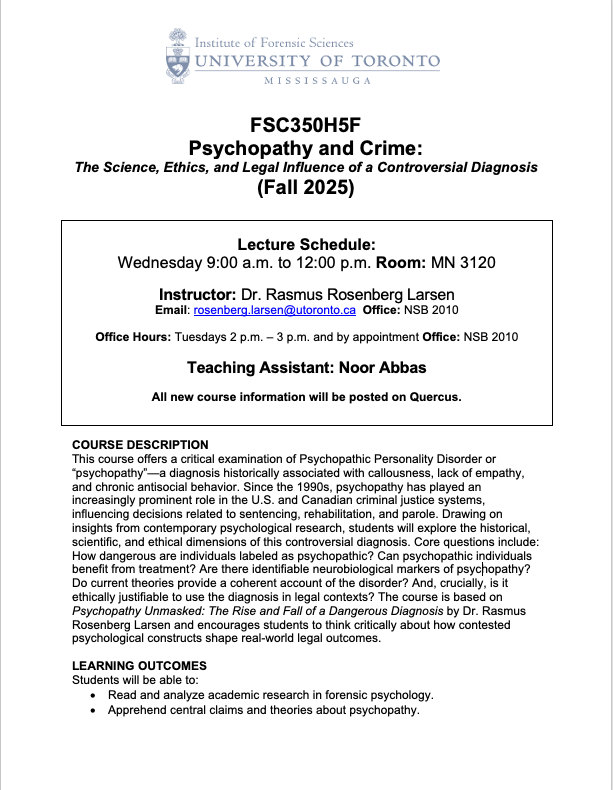 Institute of Forensic Sciences
UNIVERSITY OF TORONTO
MISSISSAUGA
FSC350H5F
Psychopathy and Crime:
The Science, Ethics, and Legal Influence of a Controversial Diagnosis
(Fall 2025)
Lecture Schedule:
Wednesday 9:00 a.m. to 12:00 p.m. Room: MN 3120
Instructor: Dr. Rasmus Rosenberg Larsen
Email: rosenberg.larsen@utoronto.ca Office: NSB 2010
Office Hours: Tuesdays 2 p.m. – 3 p.m. and by appointment Office: NSB 2010
Teaching Assistant: Noor Abbas
All new course information will be posted on Quercus.
COURSE DESCRIPTION
This course offers a critical examination of Psychopathic Personality Disorder or
“psychopathy”—a diagnosis historically associated with callousness, lack of empathy,
and chronic antisocial behavior. Since the 1990s, psychopathy has played an
increasingly prominent role in the U.S. and Canadian criminal justice systems,
influencing decisions related to sentencing, rehabilitation, and parole. Drawing on
insights from contemporary psychological research, students will explore the historical,
scientific, and ethical dimensions of this controversial diagnosis. Core questions include:
How dangerous are individuals labeled as psychopathic? Can psychopathic individuals
benefit from treatment? Are there identifiable neurobiological markers of psychopathy?
Do current theories provide a coherent account of the disorder? And, crucially, is it
ethically justifiable to use the diagnosis in legal contexts? The course is based on
Psychopathy Unmasked: The Rise and Fall of a Dangerous Diagnosis by Dr. Rasmus
Rosenberg Larsen and encourages students to think critically about how contested
psychological constructs shape real-world legal outcomes.
LEARNING OUTCOMES
Students will be able to:
• Read and analyze academic research in forensic psychology.
• Apprehend central claims and theories about psychopathy.